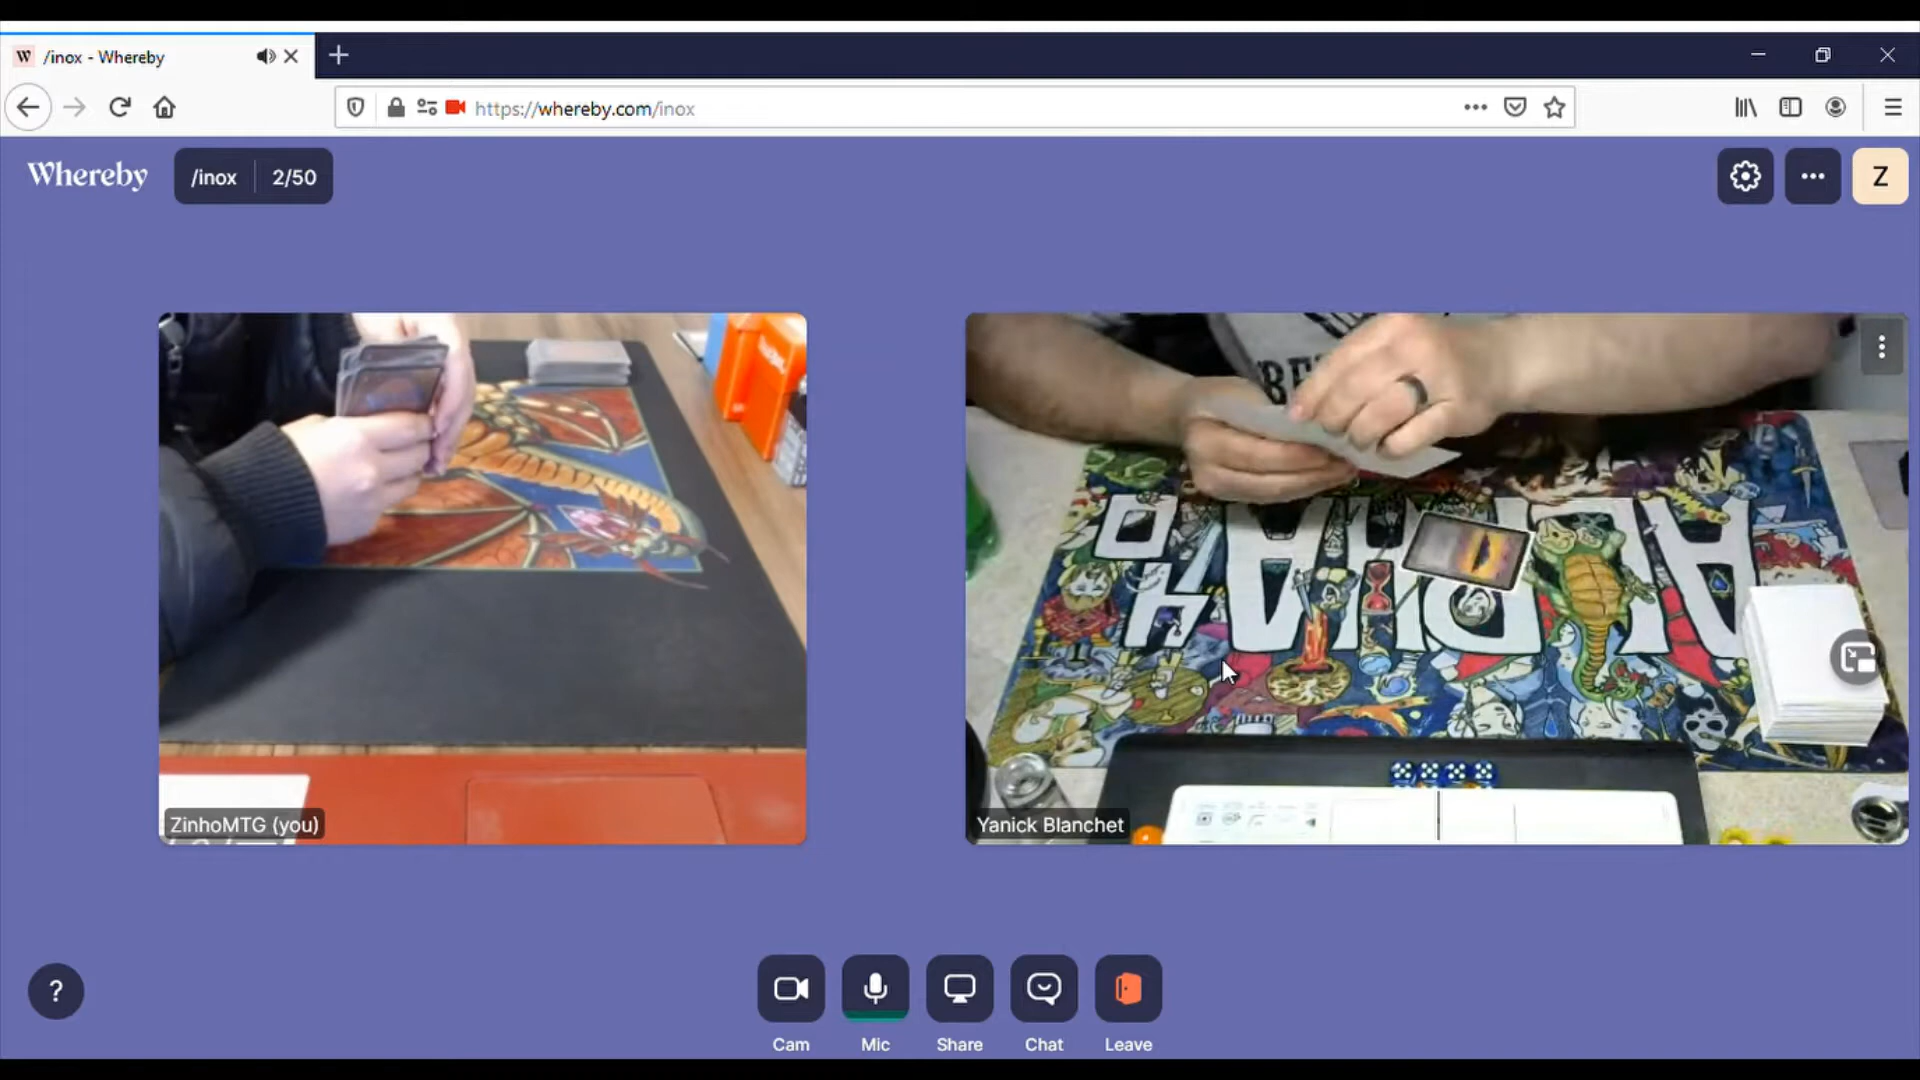 W /inox - Whereby
https://whereby.com/inox
Whereby
/inox 2/50
Z
ZinhoMTG (you)
Yanick Blanchet
?
Cam
Mic
Share
Chat
Leave